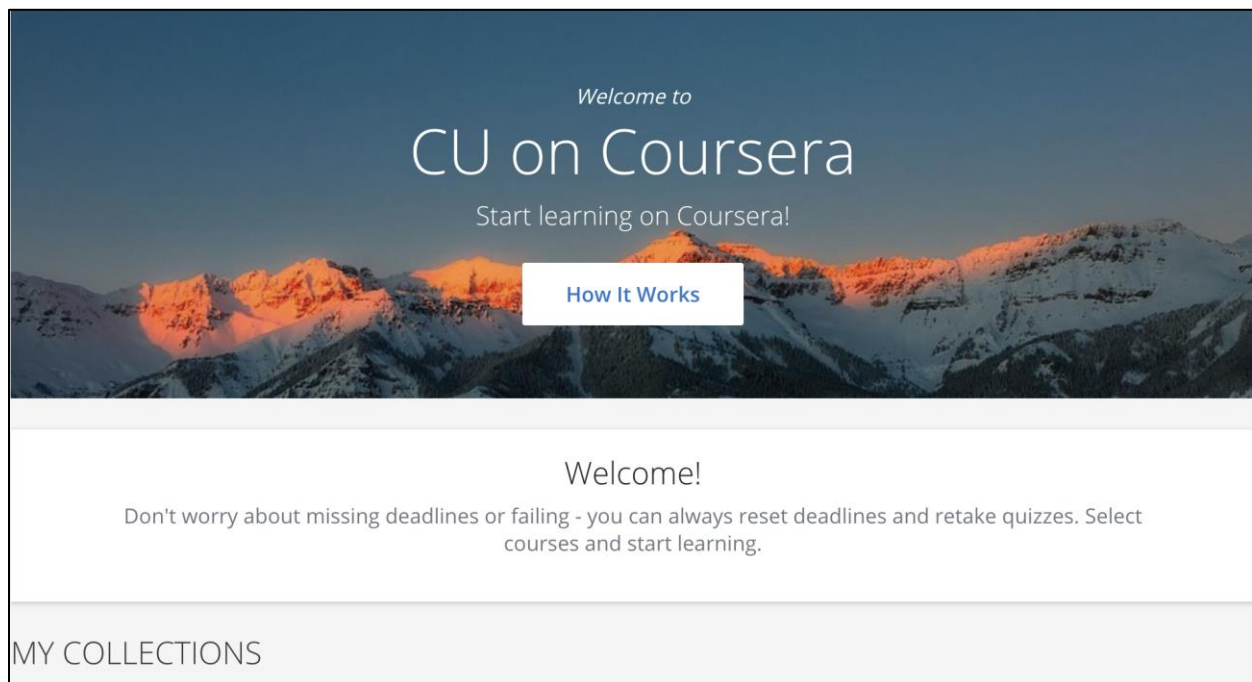 Welcome to
CU on Coursera
Start learning on Coursera!
How It Works
Welcome!
Don't worry about missing deadlines or failing - you can always reset deadlines and retake quizzes. Select
courses and start learning.
MY COLLECTIONS